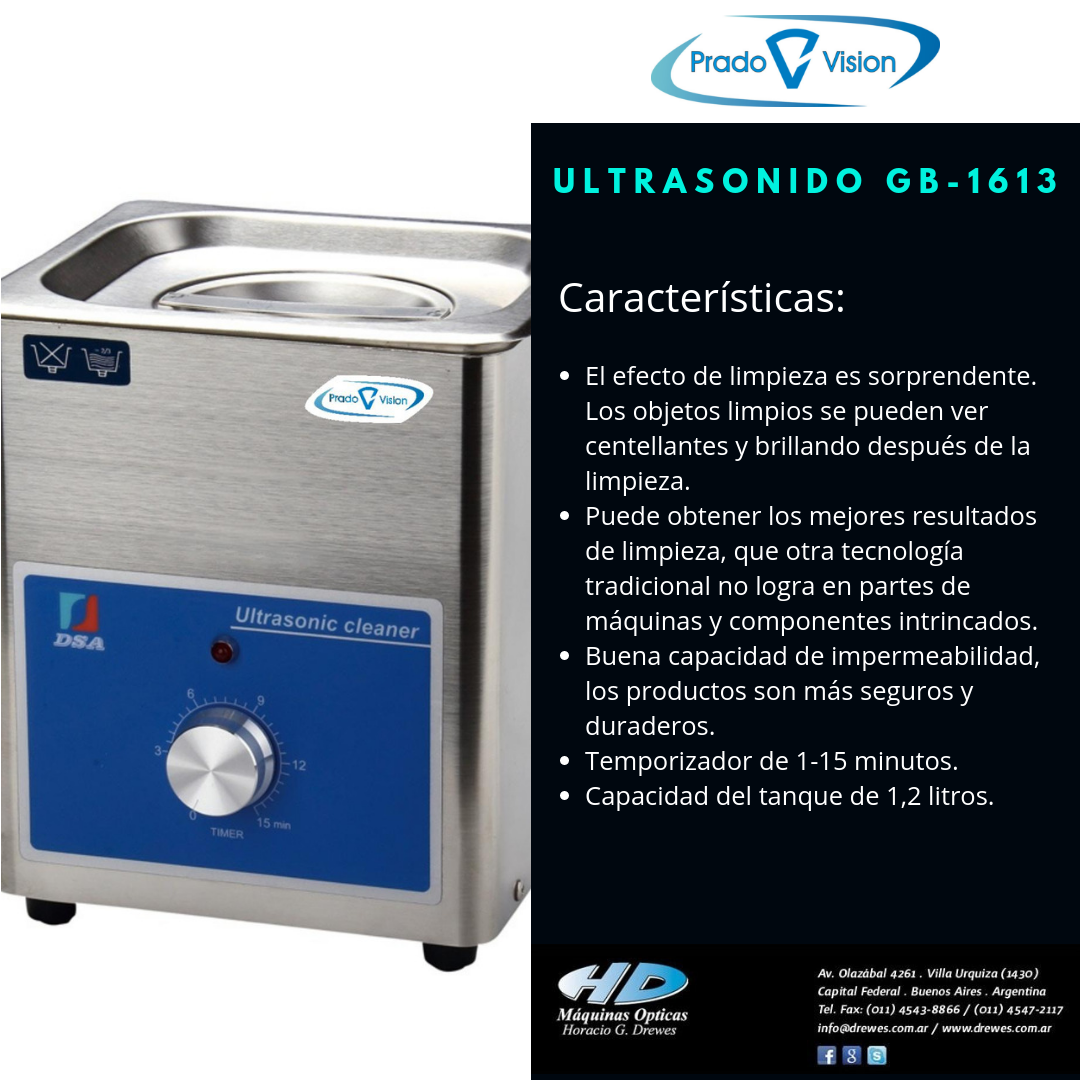 Prado Vision
ULTRASONIDO GB-1613
Características:
• El efecto de limpieza es sorprendente.
Los objetos limpios se pueden ver
centellantes y brillando después de la
limpieza.
• Puede obtener los mejores resultados
de limpieza, que otra tecnología
tradicional no logra en partes de
máquinas y componentes intrincados.
• Buena capacidad de impermeabilidad,
los productos son más seguros y
duraderos.
• Temporizador de 1-15 minutos.
• Capacidad del tanque de 1,2 litros.
~2/3
Prado Vision
DSA
Ultrasonic cleaner
0
3
6
9
12
15 min
TIMER
HD
Máquinas Opticas
Horacio G. Drewes
Av. Olazábal 4261 . Villa Urquiza (1430)
Capital Federal . Buenos Aires . Argentina
Tel. Fax: (011) 4543-8866 / (011) 4547-2117
info@drewes.com.ar / www.drewes.com.ar